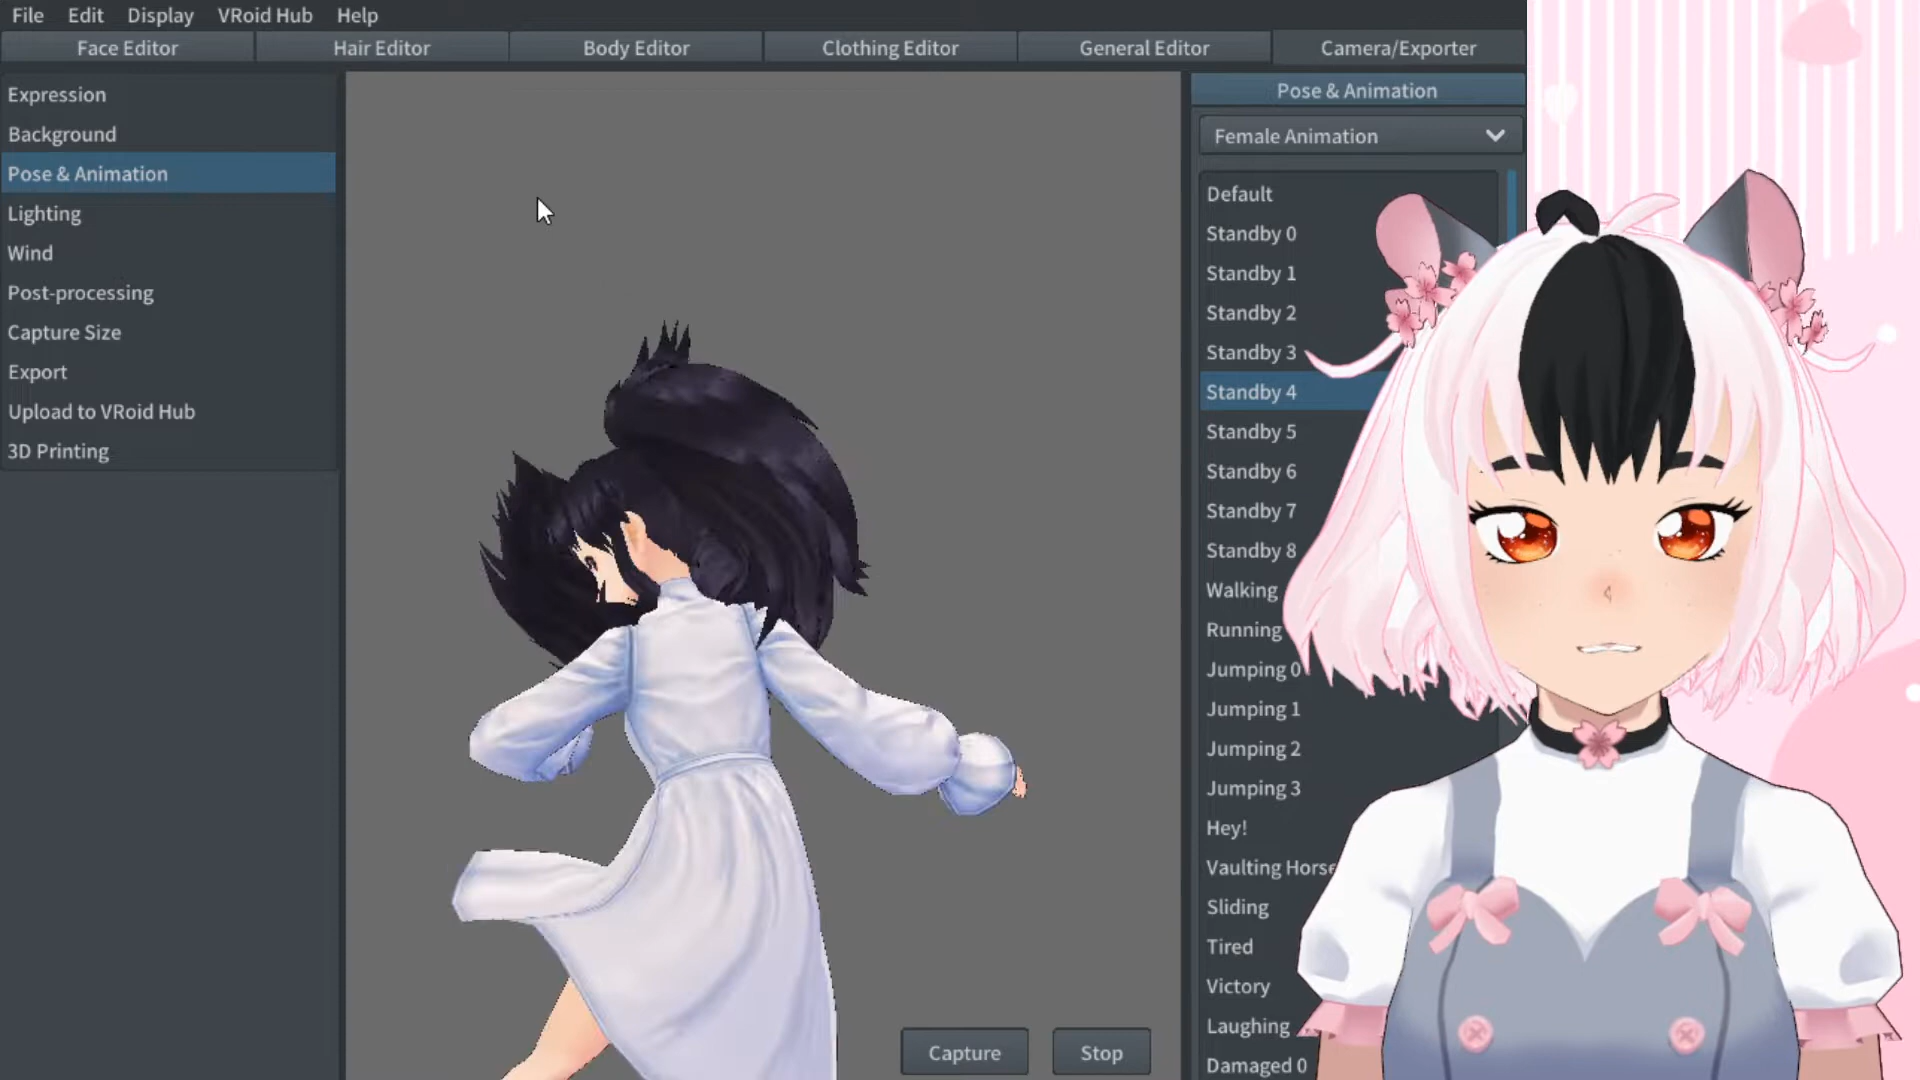 File Edit Display VRoid Hub Help
Face Editor Hair Editor Body Editor Clothing Editor General Editor Camera/Exporter
Expression
Background
Pose & Animation
Lighting
Wind
Post-processing
Capture Size
Export
Upload to VRoid Hub
3D Printing
Capture
Stop
Pose & Animation
Female Animation
Default
Standby 0
Standby 1
Standby 2
Standby 3
Standby 4
Standby 5
Standby 6
Standby 7
Standby 8
Walking
Running
Jumping 0
Jumping 1
Jumping 2
Jumping 3
Hey!
Vaulting Horse
Sliding
Tired
Victory
Laughing
Damaged 0